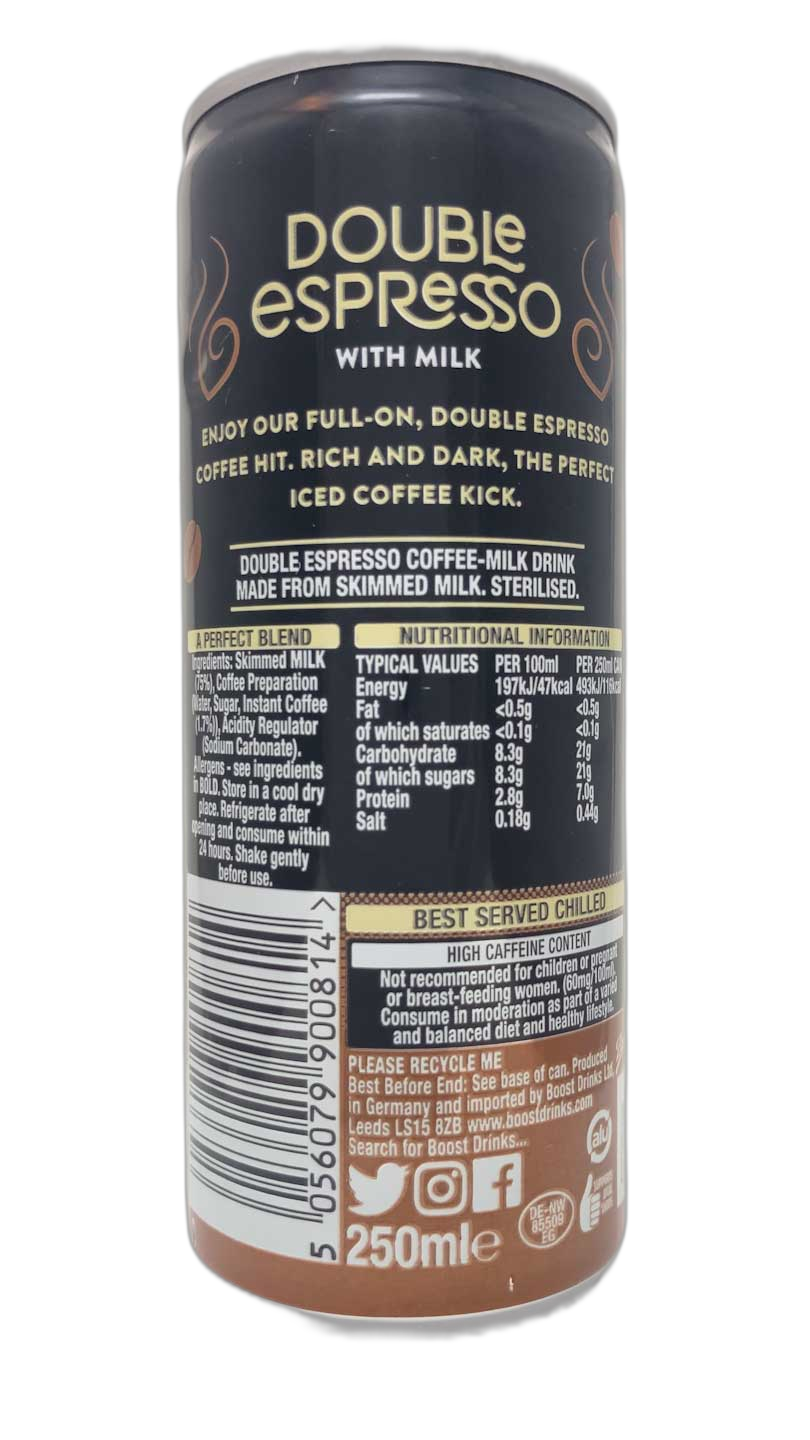 DOUBLe
eSPReSSO
WITH MILK
ENJOY OUR FULL-ON, DOUBLE ESPRESSO
COFFEE HIT. RICH AND DARK, THE PERFECT
ICED COFFEE KICK.
DOUBLE ESPRESSO COFFEE-MILK DRINK
MADE FROM SKIMMED MILK. STERILISED.
A PERFECT BLEND
Ingredients: Skimmed MILK
(75%), Coffee Preparation
(Water, Sugar, Instant Coffee
(1.7%)), Acidity Regulator
(Sodium Carbonate).
Allergens - see ingredients
in BOLD. Store in a cool dry
place. Refrigerate after
opening and consume within
24 hours. Shake gently
before use.
NUTRITIONAL INFORMATION
TYPICAL VALUES PER 100ml PER 250ml CAN
Energy 197kJ/47kcal 493kJ/118kcal
Fat <0.5g <0.5g
of which saturates <0.1g <0.1g
Carbohydrate 8.3g 21g
of which sugars 8.3g 21g
Protein 2.8g 7.0g
Salt 0.18g 0.44g
BEST SERVED CHILLED
HIGH CAFFEINE CONTENT
Not recommended for children or pregnant
or breast-feeding women. (60mg/100ml).
Consume in moderation as part of a varied
and balanced diet and healthy lifestyle.
PLEASE RECYCLE ME
Best Before End: See base of can. Produced
in Germany and imported by Boost Drinks Ltd,
Leeds LS15 8ZB www.boostdrinks.com
Search for Boost Drinks...
alu
DE-NW
85509
EG
250ml e
5 056079 900814 >